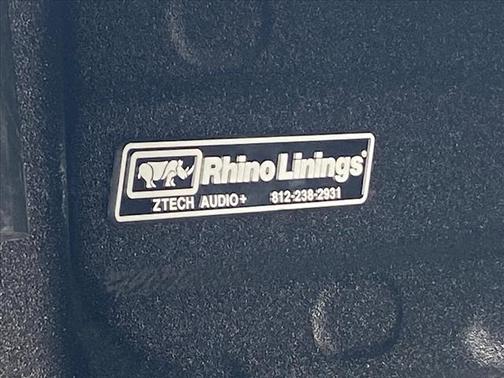 Rhino Linings®
ZTECH AUDIO+ 812-238-2931